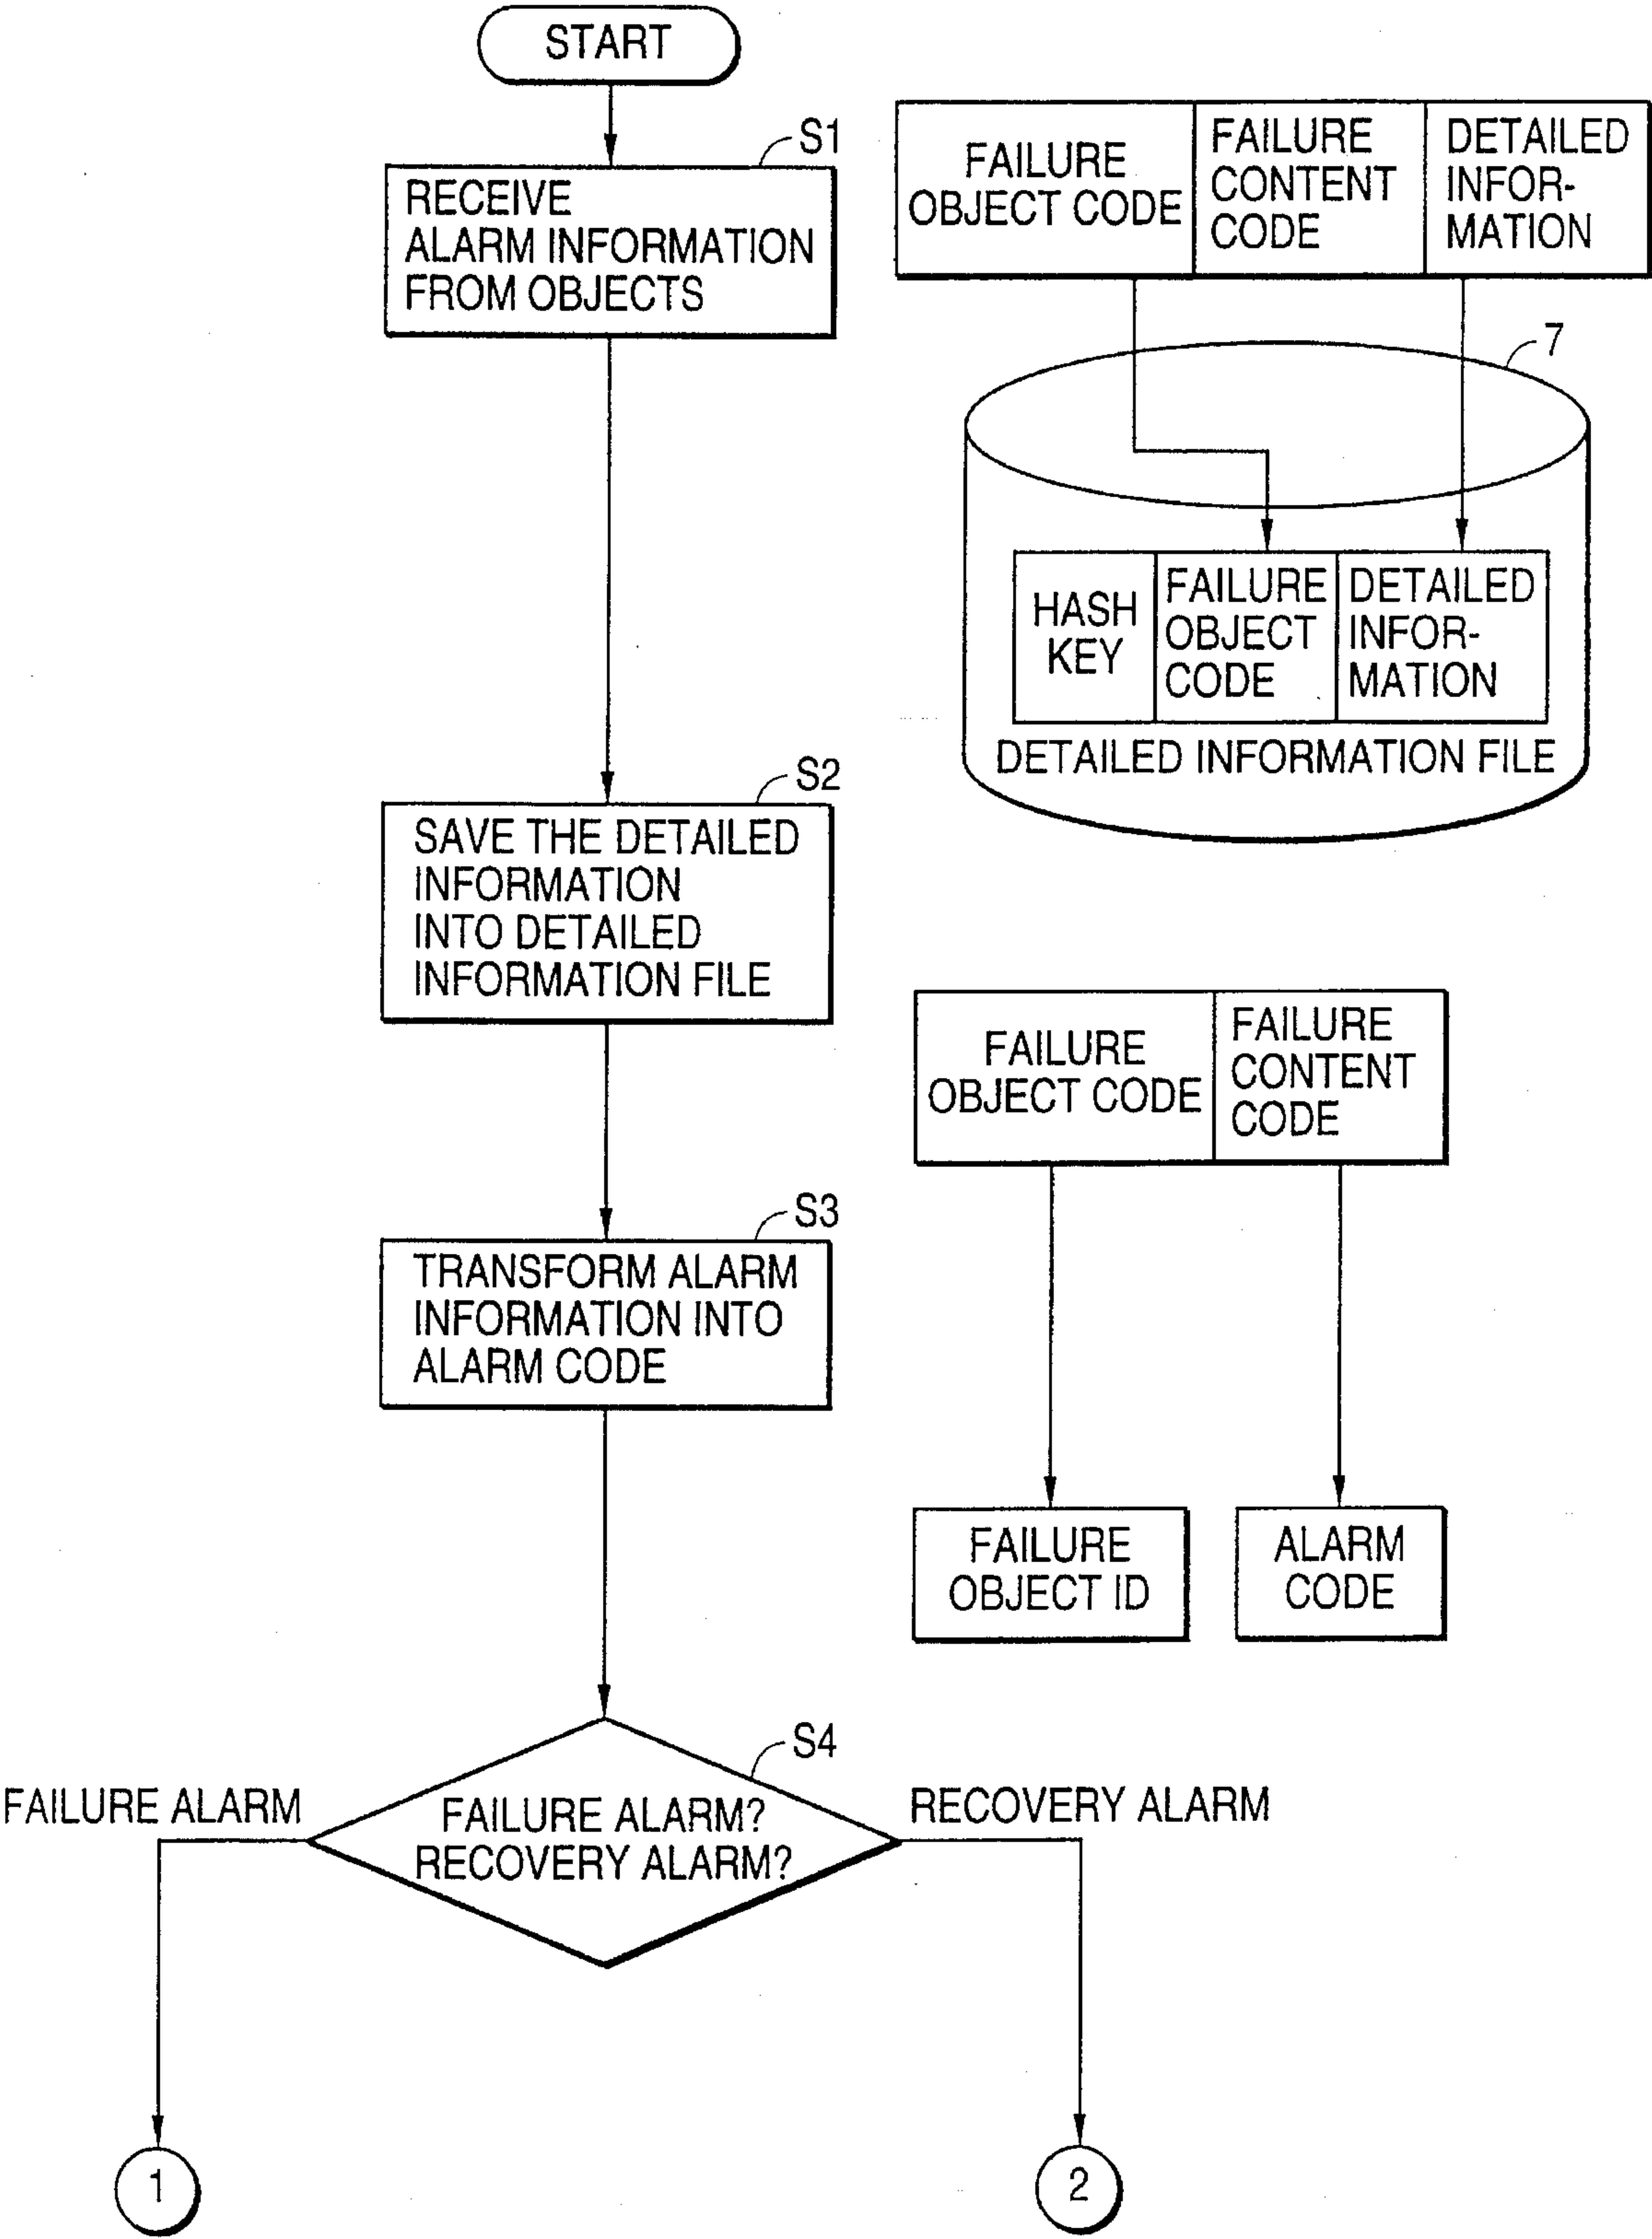 START
S1
RECEIVE
ALARM INFORMATION
FROM OBJECTS
FAILURE
OBJECT CODE
FAILURE
CONTENT
CODE
DETAILED
INFOR-
MATION
7
HASH
KEY
FAILURE
OBJECT
CODE
DETAILED
INFOR-
MATION
DETAILED INFORMATION FILE
S2
SAVE THE DETAILED
INFORMATION
INTO DETAILED
INFORMATION FILE
FAILURE
OBJECT CODE
FAILURE
CONTENT
CODE
S3
TRANSFORM ALARM
INFORMATION INTO
ALARM CODE
FAILURE
OBJECT ID
ALARM
CODE
S4
FAILURE ALARM
FAILURE ALARM?
RECOVERY ALARM?
RECOVERY ALARM
1
2